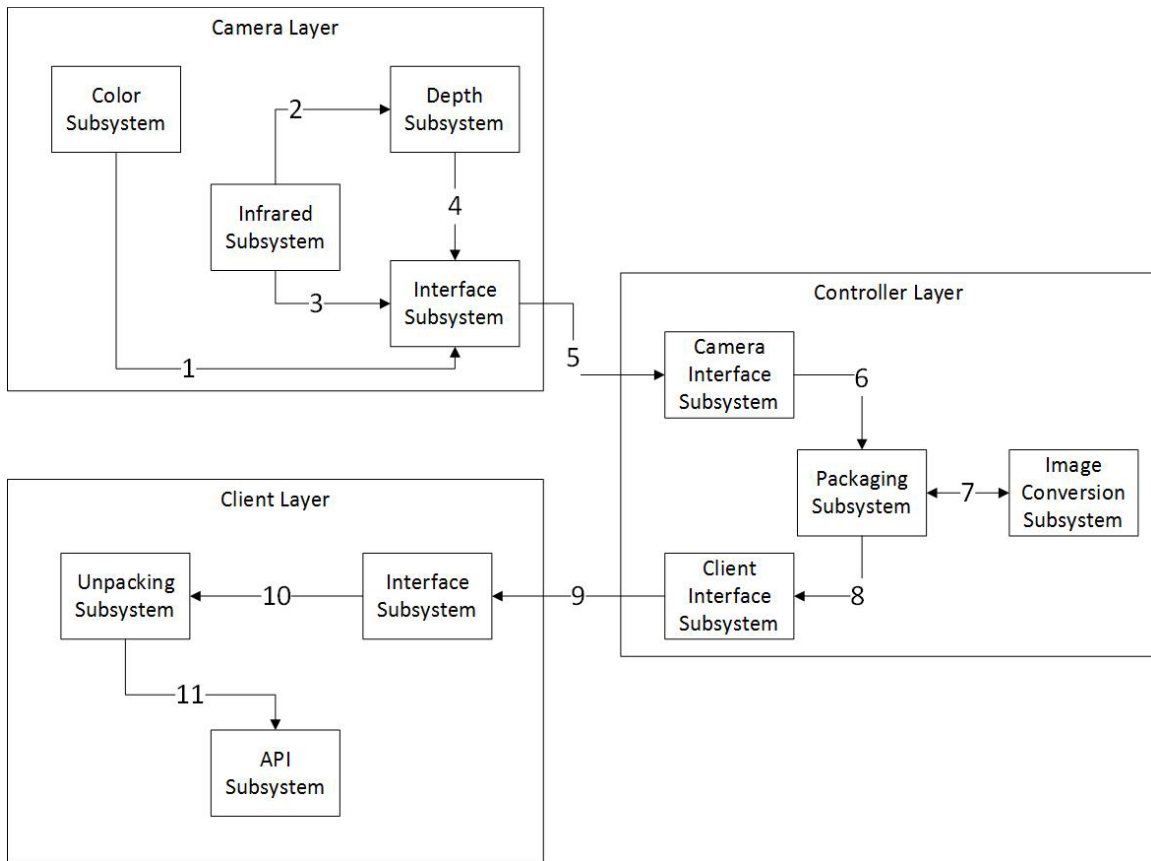 Camera Layer
Color
Subsystem
2
Depth
Subsystem
Infrared
Subsystem
4
3
Interface
Subsystem
1
5
Controller Layer
Camera
Interface
Subsystem
6
Packaging
Subsystem
7
Image
Conversion
Subsystem
Client
Interface
Subsystem
8
9
Client Layer
Unpacking
Subsystem
10
Interface
Subsystem
11
API
Subsystem